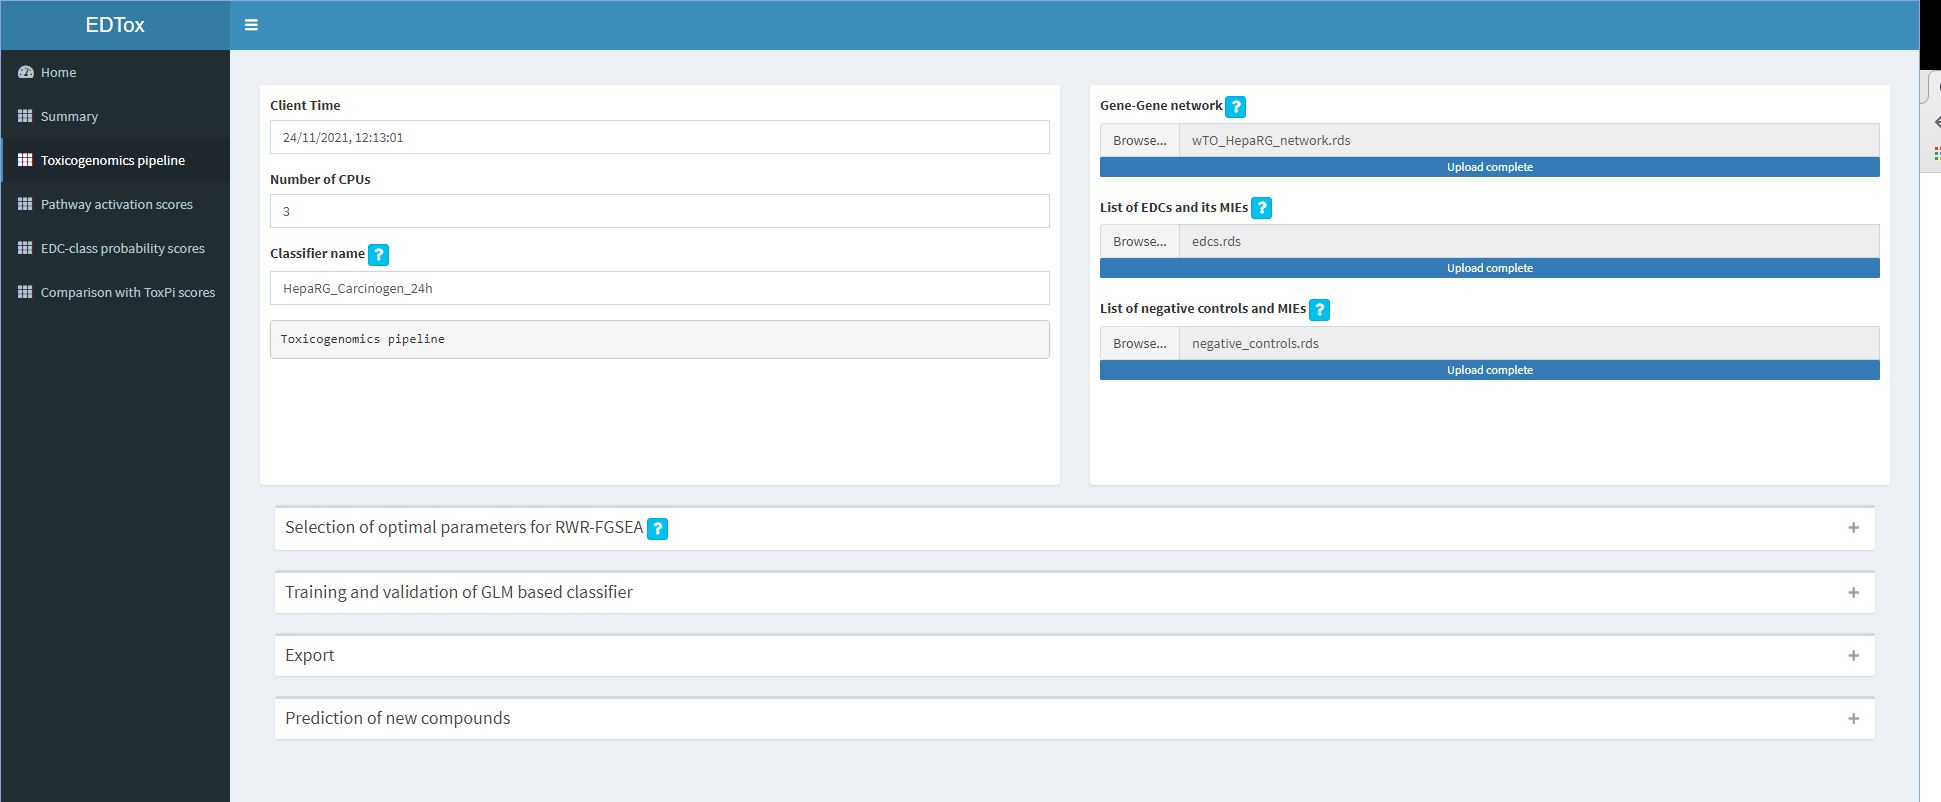 EDTox
Home
Summary
Toxicogenomics pipeline
Pathway activation scores
EDC-class probability scores
Comparison with ToxPi scores
Client Time
24/11/2021, 12:13:01
Number of CPUs
3
Classifier name ?
HepaRG_Carcinogen_24h
Toxicogenomics pipeline
Gene-Gene network ?
Browse... wTO_HepaRG_network.rds
Upload complete
List of EDCs and its MIEs ?
Browse... edcs.rds
Upload complete
List of negative controls and MIEs ?
Browse... negative_controls.rds
Upload complete
Selection of optimal parameters for RWR-FGSEA ? +
Training and validation of GLM based classifier +
Export +
Prediction of new compounds +